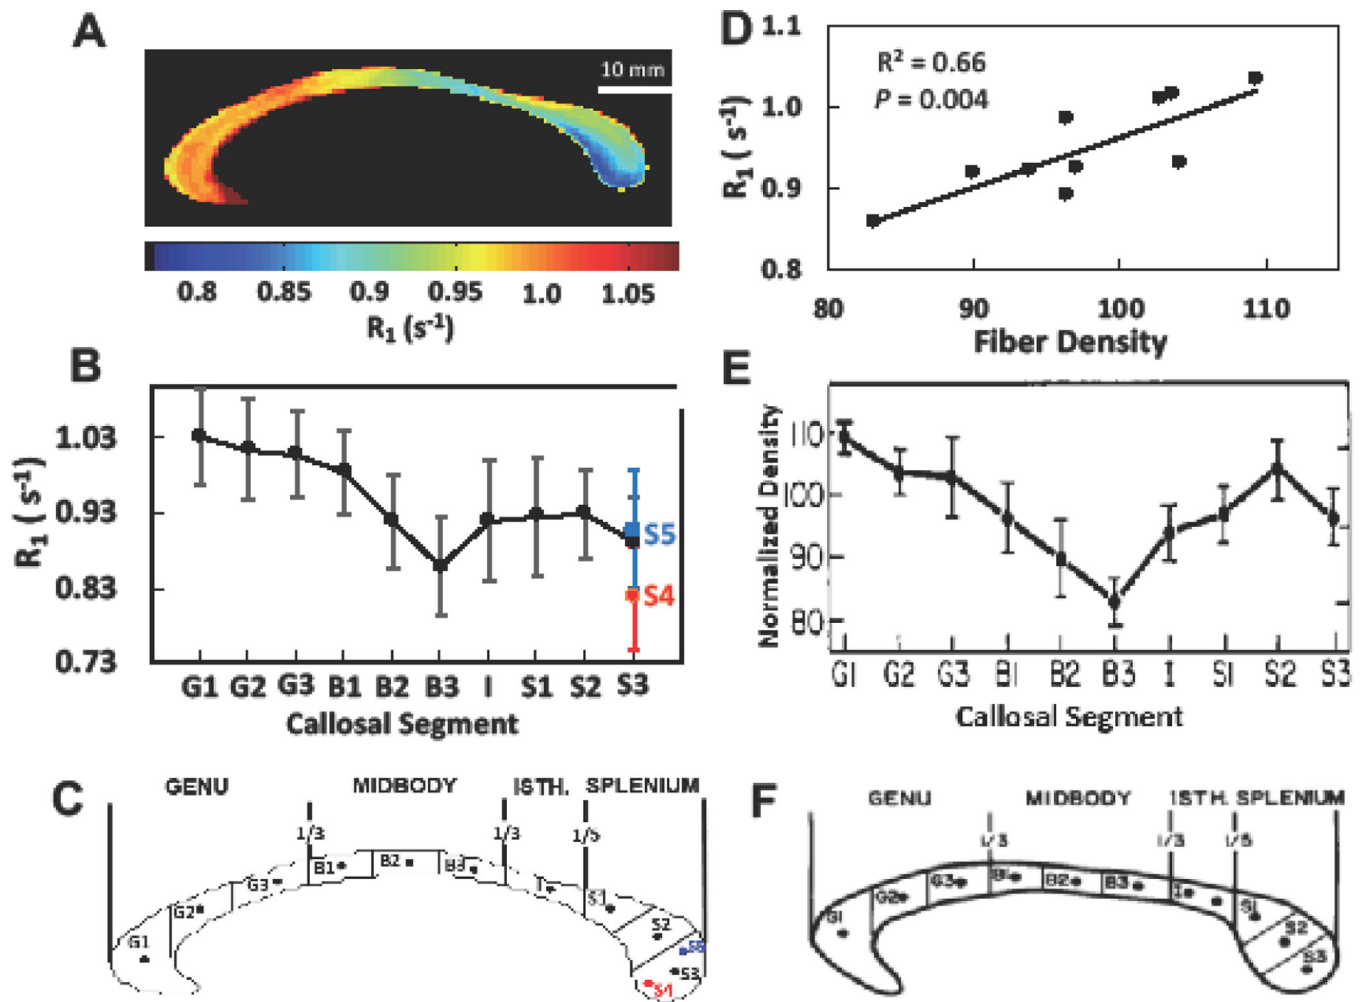 A
10 mm
0.8 0.85 0.9 0.95 1.0 1.05
R1 (s-1)
B
1.03
0.93
0.83
0.73
R1 ( s-1)
S5
S4
G1 G2 G3 B1 B2 B3 I S1 S2 S3
Callosal Segment
C
GENU MIDBODY ISTH. SPLENIUM
1/3 1/3 1/5
G1 G2 G3 B1 B2 B3 I S1 S2 S5 S3 S4
D
1.1
1.0
0.9
0.8
R1 ( s-1)
R2 = 0.66
P = 0.004
80 90 100 110
Fiber Density
E
110
100
90
80
Normalized Density
G1 G2 G3 B1 B2 B3 I S1 S2 S3
Callosal Segment
F
GENU MIDBODY ISTH. SPLENIUM
1/3 1/3 1/5
G1 G2 G3 B1 B2 B3 I S1 S2 S3